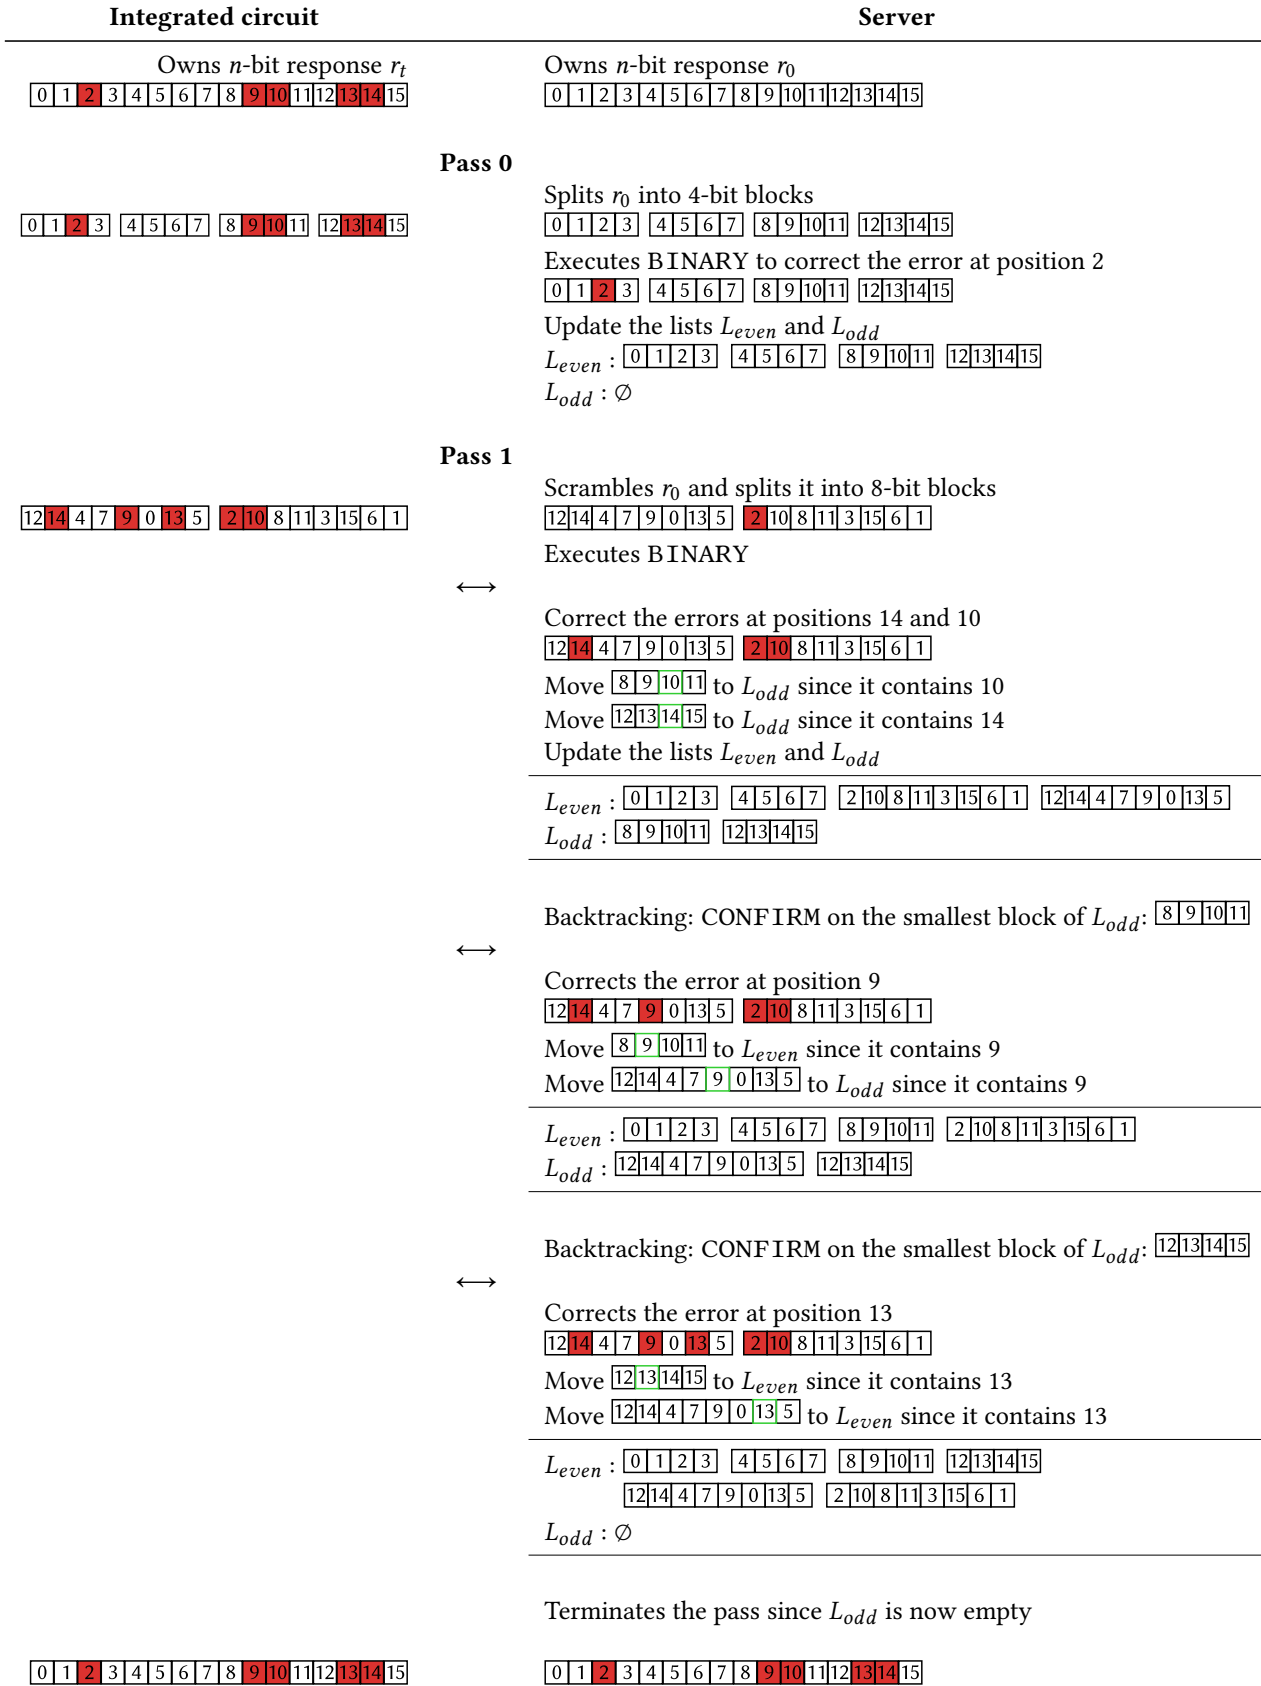 Integrated circuit Server
Owns n-bit response r_t Owns n-bit response r_0
0 1 2 3 4 5 6 7 8 9 10 11 12 13 14 15 0 1 2 3 4 5 6 7 8 9 10 11 12 13 14 15
Pass 0
Splits r_0 into 4-bit blocks
0 1 2 3 4 5 6 7 8 9 10 11 12 13 14 15 0 1 2 3 4 5 6 7 8 9 10 11 12 13 14 15
Executes BINARY to correct the error at position 2
0 1 2 3 4 5 6 7 8 9 10 11 12 13 14 15
Update the lists L_even and L_odd
L_even : 0 1 2 3 4 5 6 7 8 9 10 11 12 13 14 15
L_odd : ∅
Pass 1
Scrambles r_0 and splits it into 8-bit blocks
12 14 4 7 9 0 13 5 2 10 8 11 3 15 6 1 12 14 4 7 9 0 13 5 2 10 8 11 3 15 6 1
Executes BINARY
⟷
Correct the errors at positions 14 and 10
12 14 4 7 9 0 13 5 2 10 8 11 3 15 6 1
Move 8 9 10 11 to L_odd since it contains 10
Move 12 13 14 15 to L_odd since it contains 14
Update the lists L_even and L_odd
L_even : 0 1 2 3 4 5 6 7 2 10 8 11 3 15 6 1 12 14 4 7 9 0 13 5
L_odd : 8 9 10 11 12 13 14 15
Backtracking: CONFIRM on the smallest block of L_odd: 8 9 10 11
⟷
Corrects the error at position 9
12 14 4 7 9 0 13 5 2 10 8 11 3 15 6 1
Move 8 9 10 11 to L_even since it contains 9
Move 12 14 4 7 9 0 13 5 to L_odd since it contains 9
L_even : 0 1 2 3 4 5 6 7 8 9 10 11 2 10 8 11 3 15 6 1
L_odd : 12 14 4 7 9 0 13 5 12 13 14 15
Backtracking: CONFIRM on the smallest block of L_odd: 12 13 14 15
⟷
Corrects the error at position 13
12 14 4 7 9 0 13 5 2 10 8 11 3 15 6 1
Move 12 13 14 15 to L_even since it contains 13
Move 12 14 4 7 9 0 13 5 to L_even since it contains 13
L_even : 0 1 2 3 4 5 6 7 8 9 10 11 12 13 14 15
12 14 4 7 9 0 13 5 2 10 8 11 3 15 6 1
L_odd : ∅
Terminates the pass since L_odd is now empty
0 1 2 3 4 5 6 7 8 9 10 11 12 13 14 15 0 1 2 3 4 5 6 7 8 9 10 11 12 13 14 15